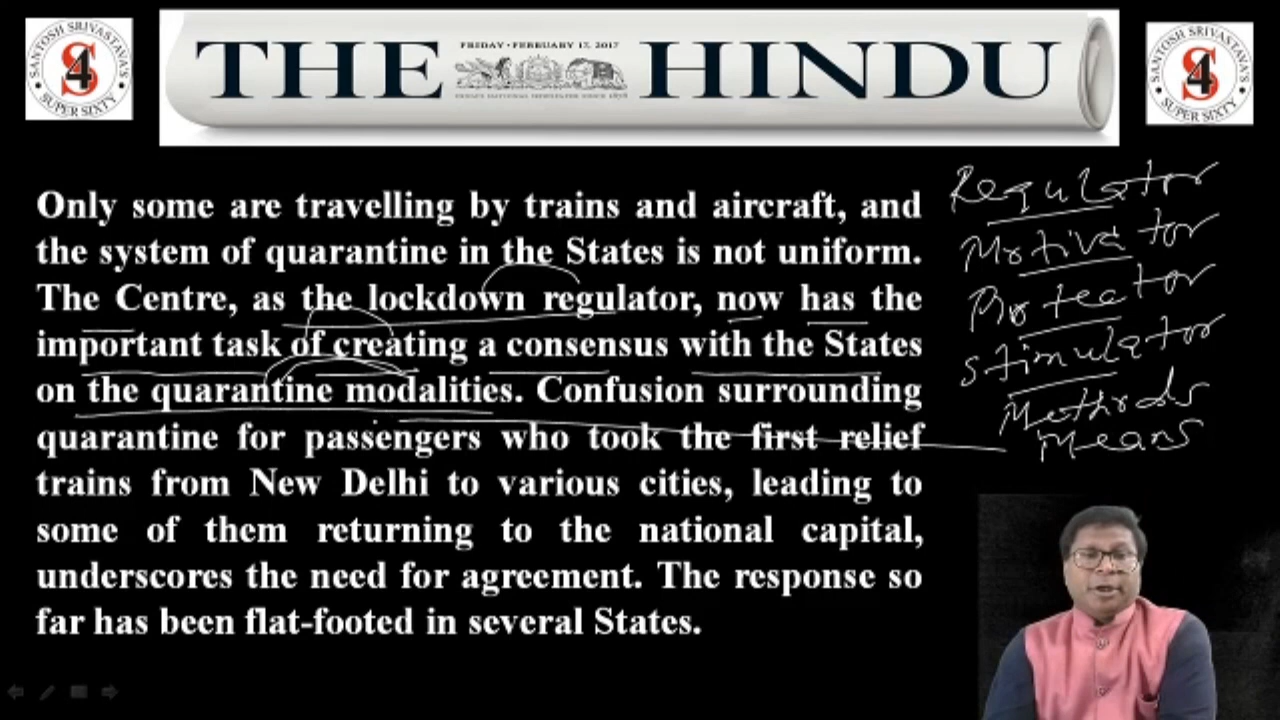 SANTOSH SRIVASTAVA'S
S4
SUPER SIXTY
THE HINDU
FRIDAY · FEBRUARY 17, 2017
SANTOSH SRIVASTAVA'S
S4
SUPER SIXTY
Only some are travelling by trains and aircraft, and
the system of quarantine in the States is not uniform.
The Centre, as the lockdown regulator, now has the
important task of creating a consensus with the States
on the quarantine modalities. Confusion surrounding
quarantine for passengers who took the first relief
trains from New Delhi to various cities, leading to
some of them returning to the national capital,
underscores the need for agreement. The response so
far has been flat-footed in several States.
Regulator
Motivator
Protector
Stimulator
Methods
Means